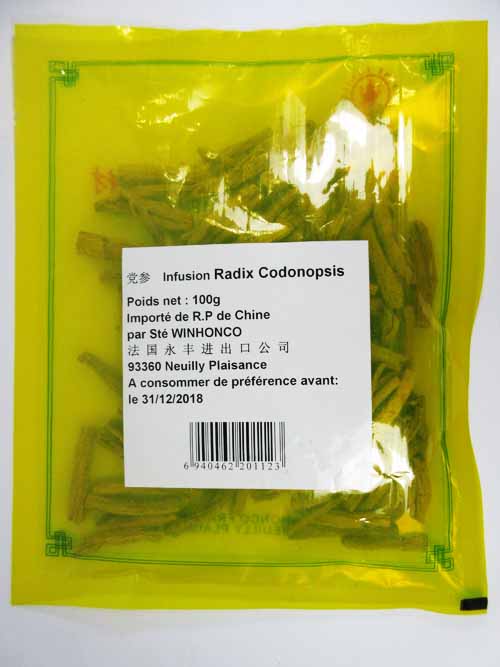 党参 Infusion Radix Codonopsis
Poids net : 100g
Importé de R.P de Chine
par Sté WINHONCO
法国永丰进出口公司
93360 Neuilly Plaisance
A consommer de préférence avant:
le 31/12/2018
6 940462 201123